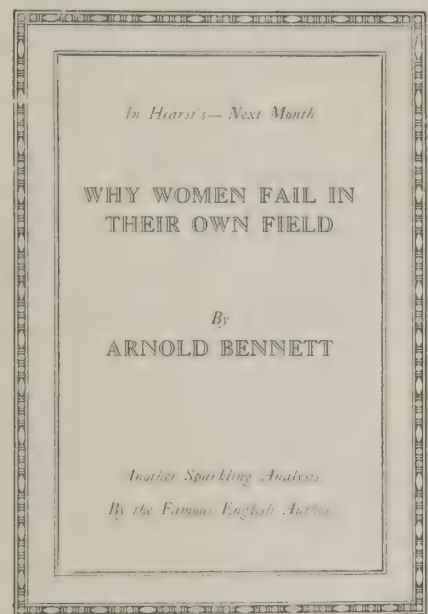 In Hearst's— Next Month
WHY WOMEN FAIL IN
THEIR OWN FIELD
By
ARNOLD BENNETT
Another Sparkling Analysis
By the Famous English Author